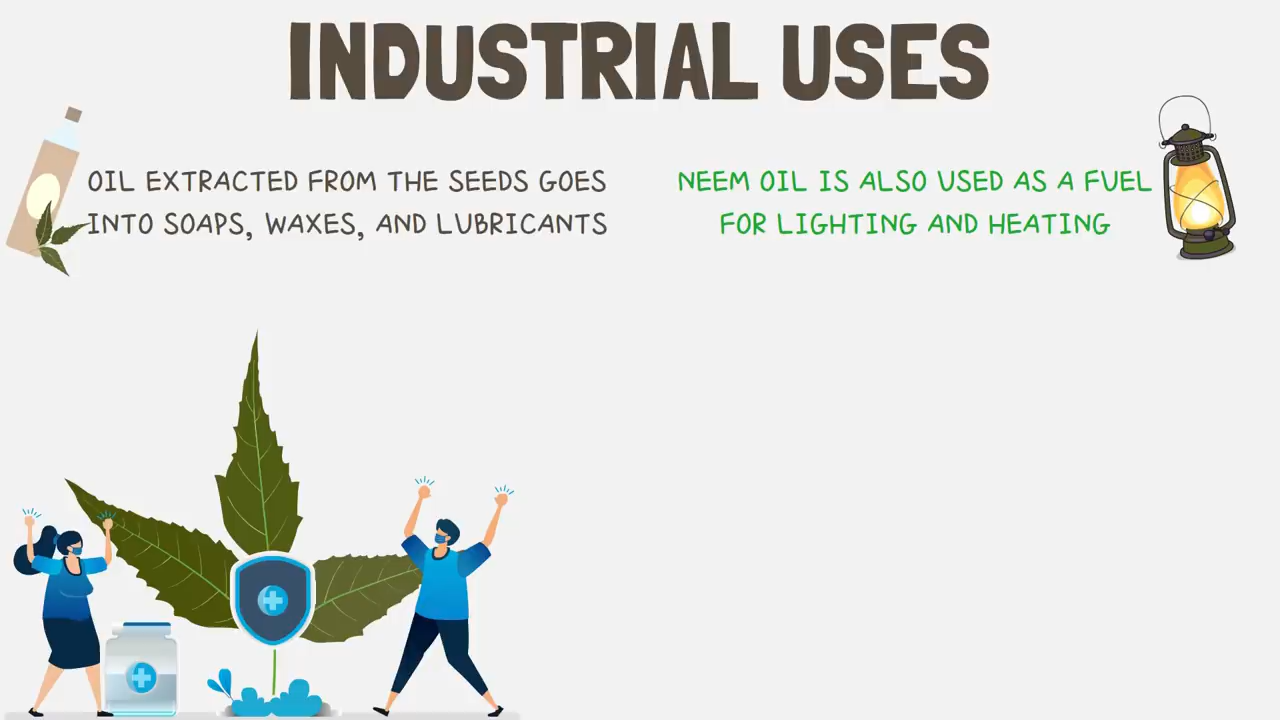 INDUSTRIAL USES
OIL EXTRACTED FROM THE SEEDS GOES
INTO SOAPS, WAXES, AND LUBRICANTS
NEEM OIL IS ALSO USED AS A FUEL
FOR LIGHTING AND HEATING